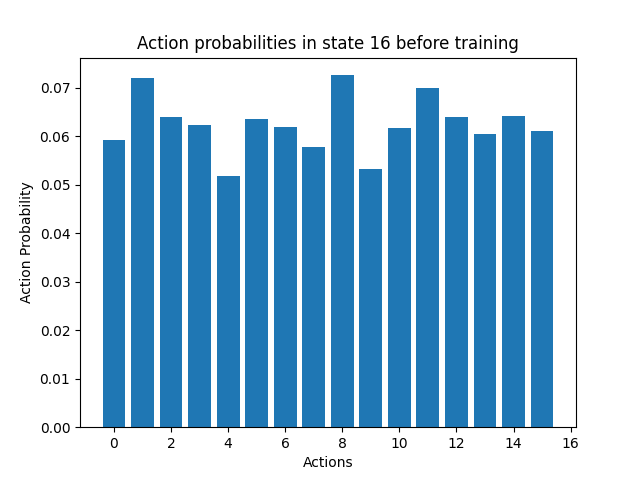 Action probabilities in state 16 before training
0.07
0.06
0.05
0.04
0.03
0.02
0.01
0.00
Action Probability
0 2 4 6 8 10 12 14 16
Actions